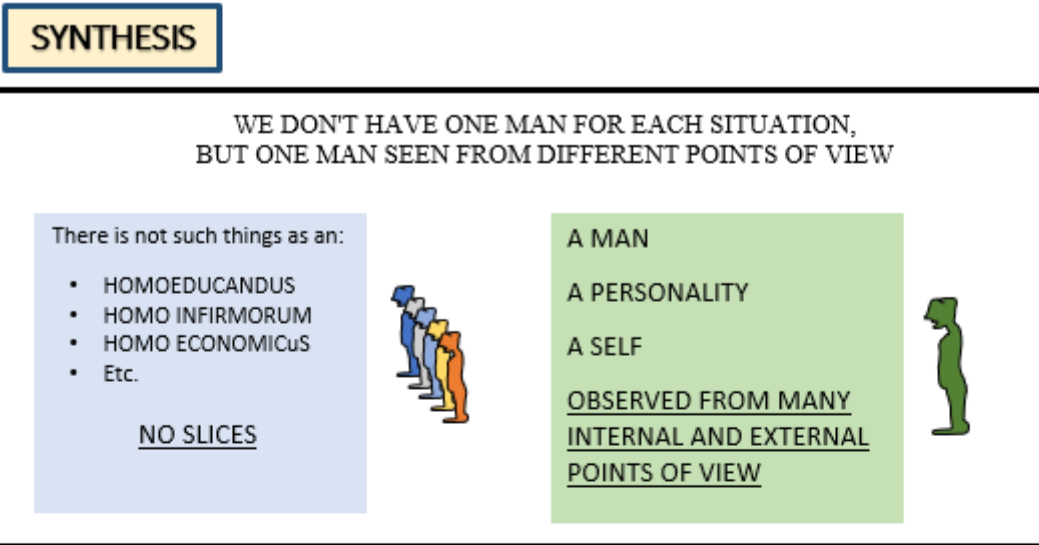 SYNTHESIS
WE DON'T HAVE ONE MAN FOR EACH SITUATION,
BUT ONE MAN SEEN FROM DIFFERENT POINTS OF VIEW
There is not such things as an:
• HOMOEDUCANDUS
• HOMO INFIRMORUM
• HOMO ECONOMICuS
• Etc.
NO SLICES
A MAN
A PERSONALITY
A SELF
OBSERVED FROM MANY
INTERNAL AND EXTERNAL
POINTS OF VIEW